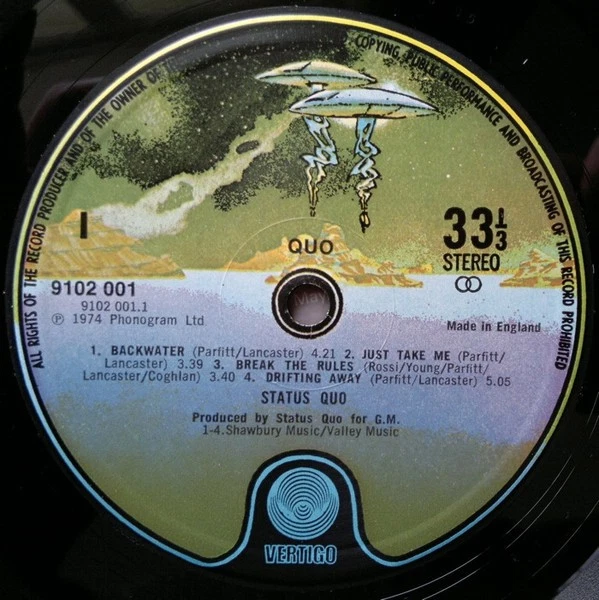 ALL RIGHTS OF THE RECORD PRODUCER AND OF THE OWNER OF
COPYING, PUBLIC PERFORMANCE AND BROADCASTING OF THIS RECORD PROHIBITED
I
QUO
33⅓
STEREO
9102 001
9102 001.1
℗ 1974 Phonogram Ltd
Made in England
1. BACKWATER (Parfitt/Lancaster) 4.21 2. JUST TAKE ME (Parfitt/
Lancaster) 3.39 3. BREAK THE RULES (Rossi/Young/Parfitt/
Lancaster/Coghlan) 3.40 4. DRIFTING AWAY (Parfitt/Lancaster) 5.05
STATUS QUO
Produced by Status Quo for G.M.
1-4.Shawbury Music/Valley Music
VERTIGO